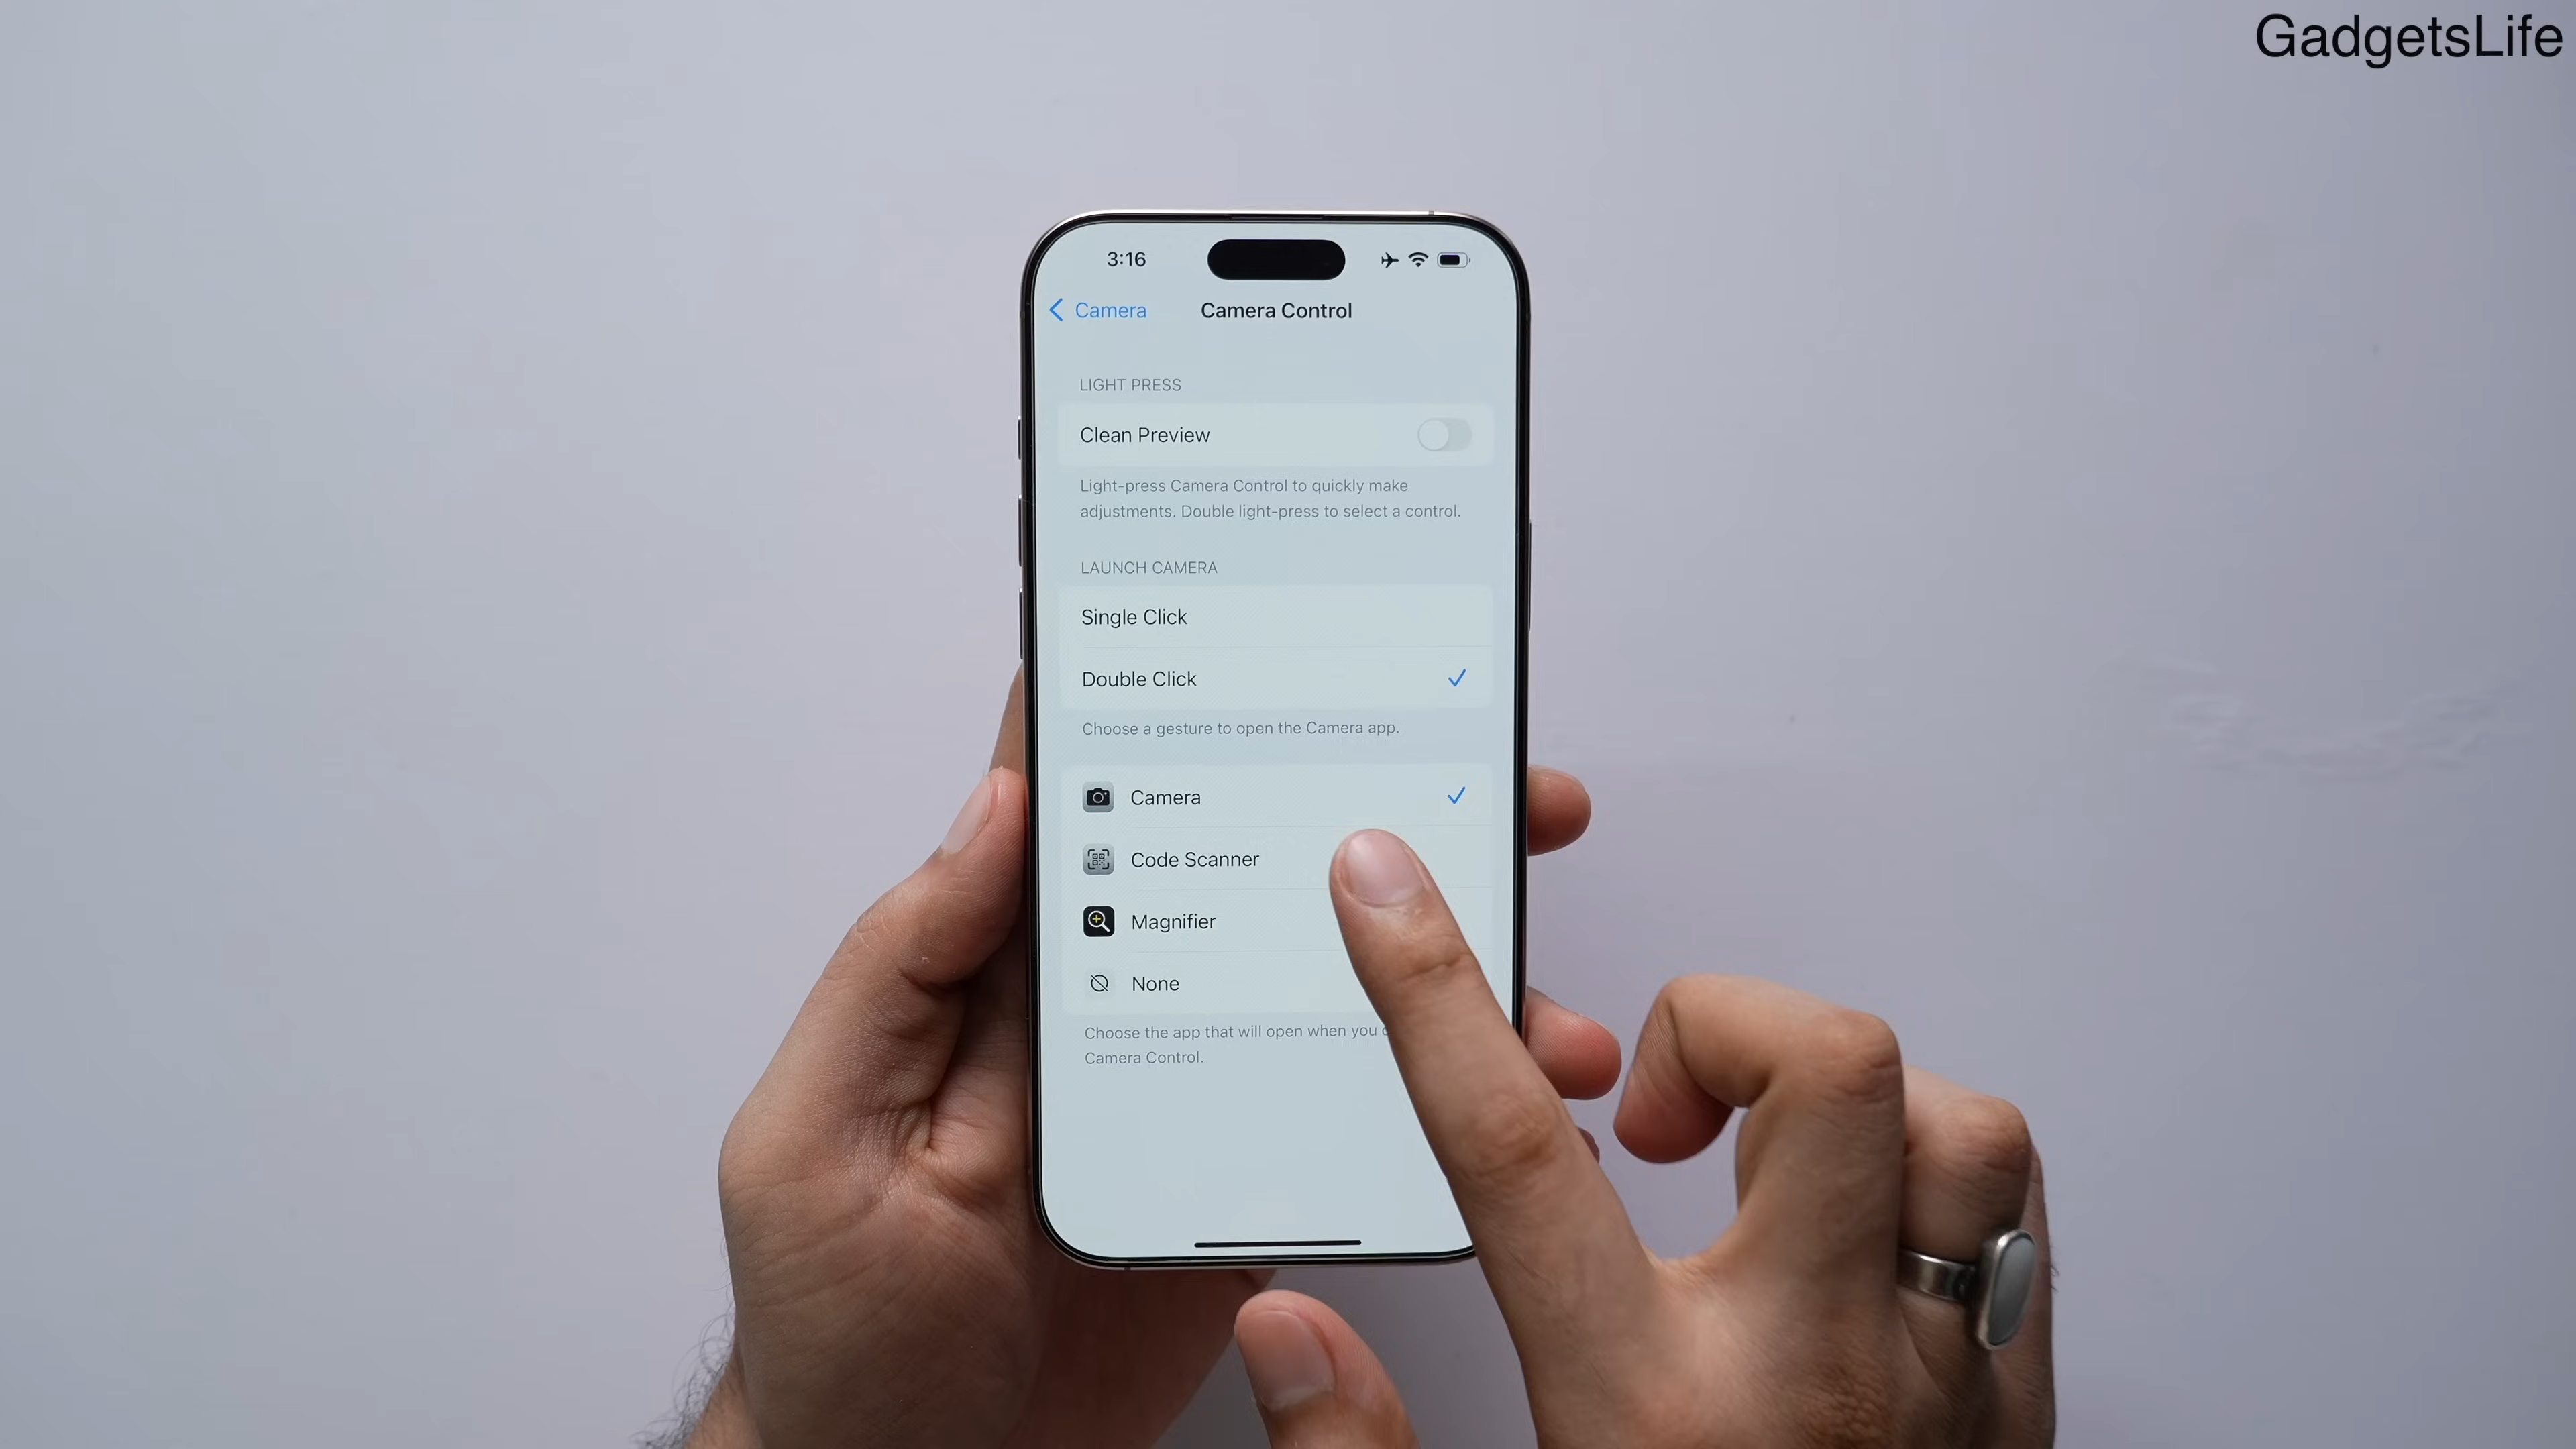 GadgetsLife
3:16
Camera
Camera Control
LIGHT PRESS
Clean Preview
Light-press Camera Control to quickly make
adjustments. Double light-press to select a control.
LAUNCH CAMERA
Single Click
Double Click
Choose a gesture to open the Camera app.
Camera
Code Scanner
Magnifier
None
Choose the app that will open when you
Camera Control.